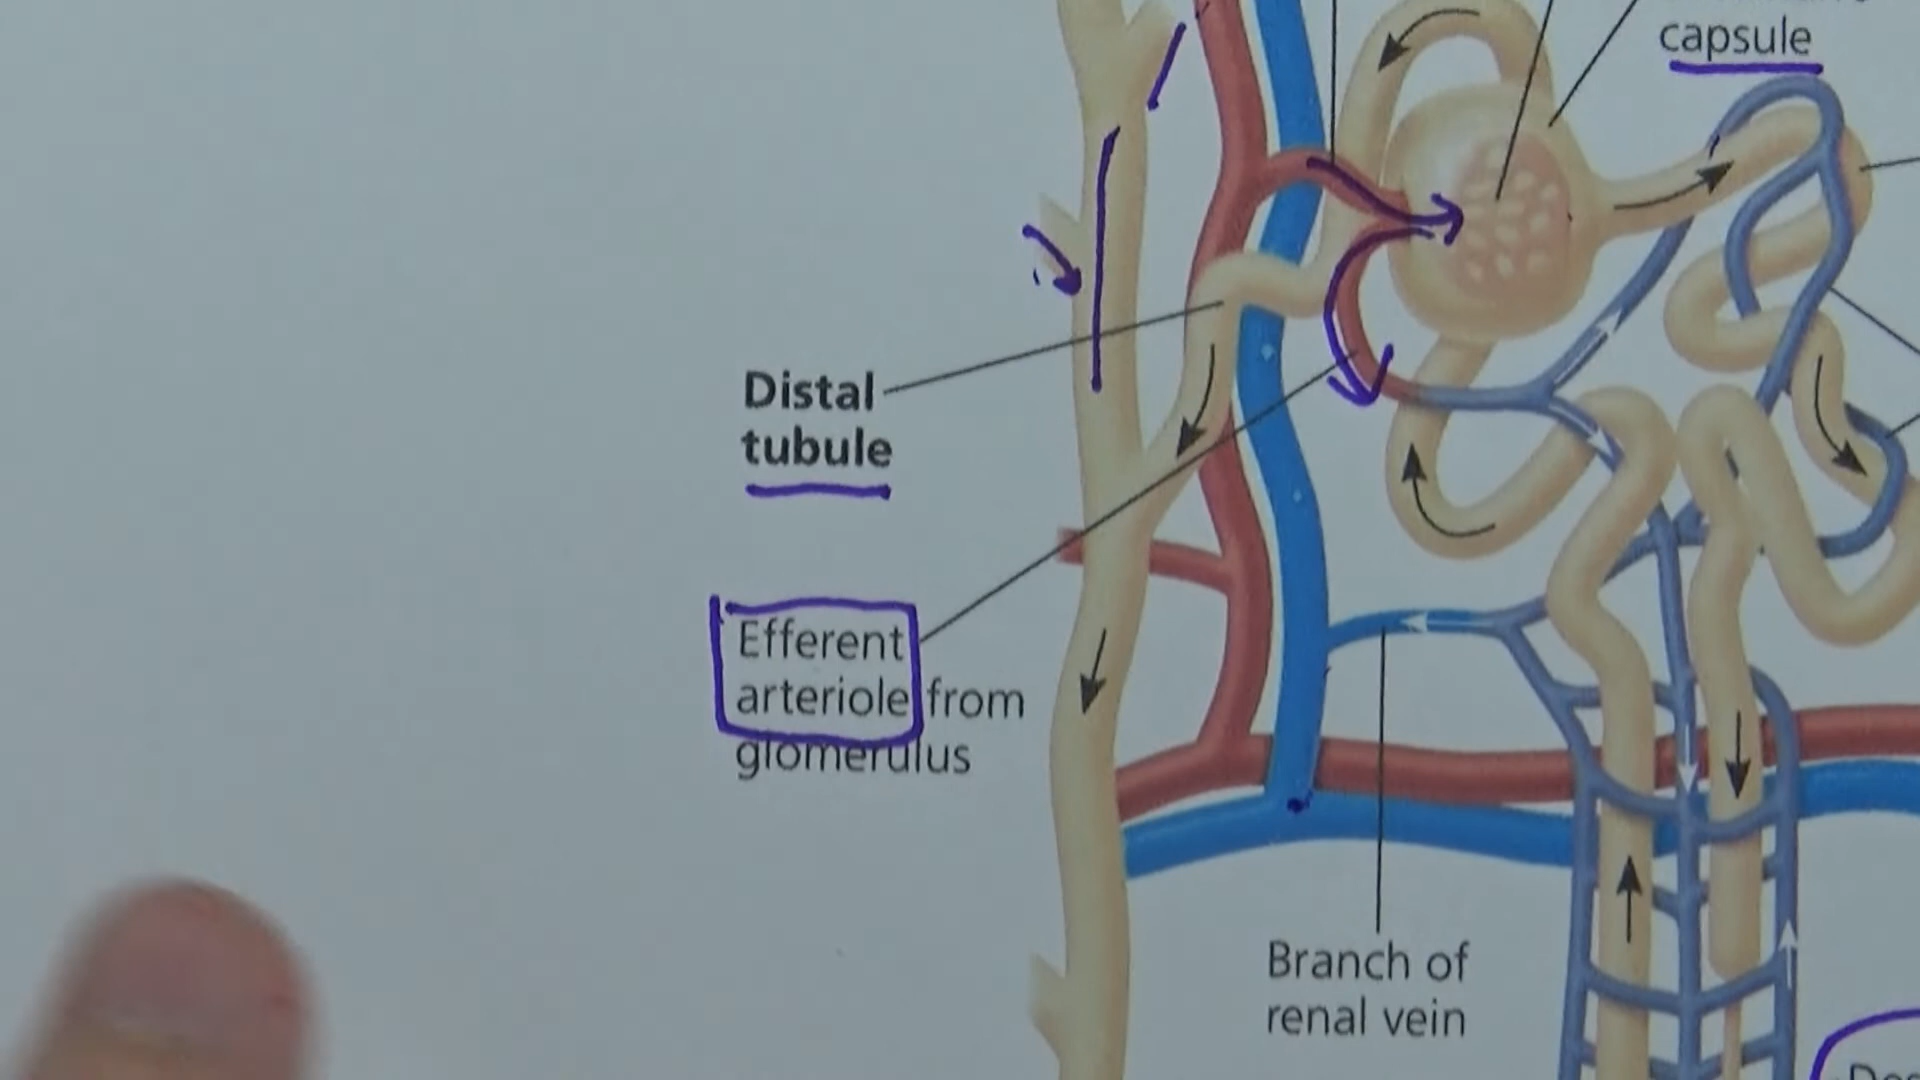 capsule
Distal
tubule
Efferent
arteriole from
glomerulus
Branch of
renal vein